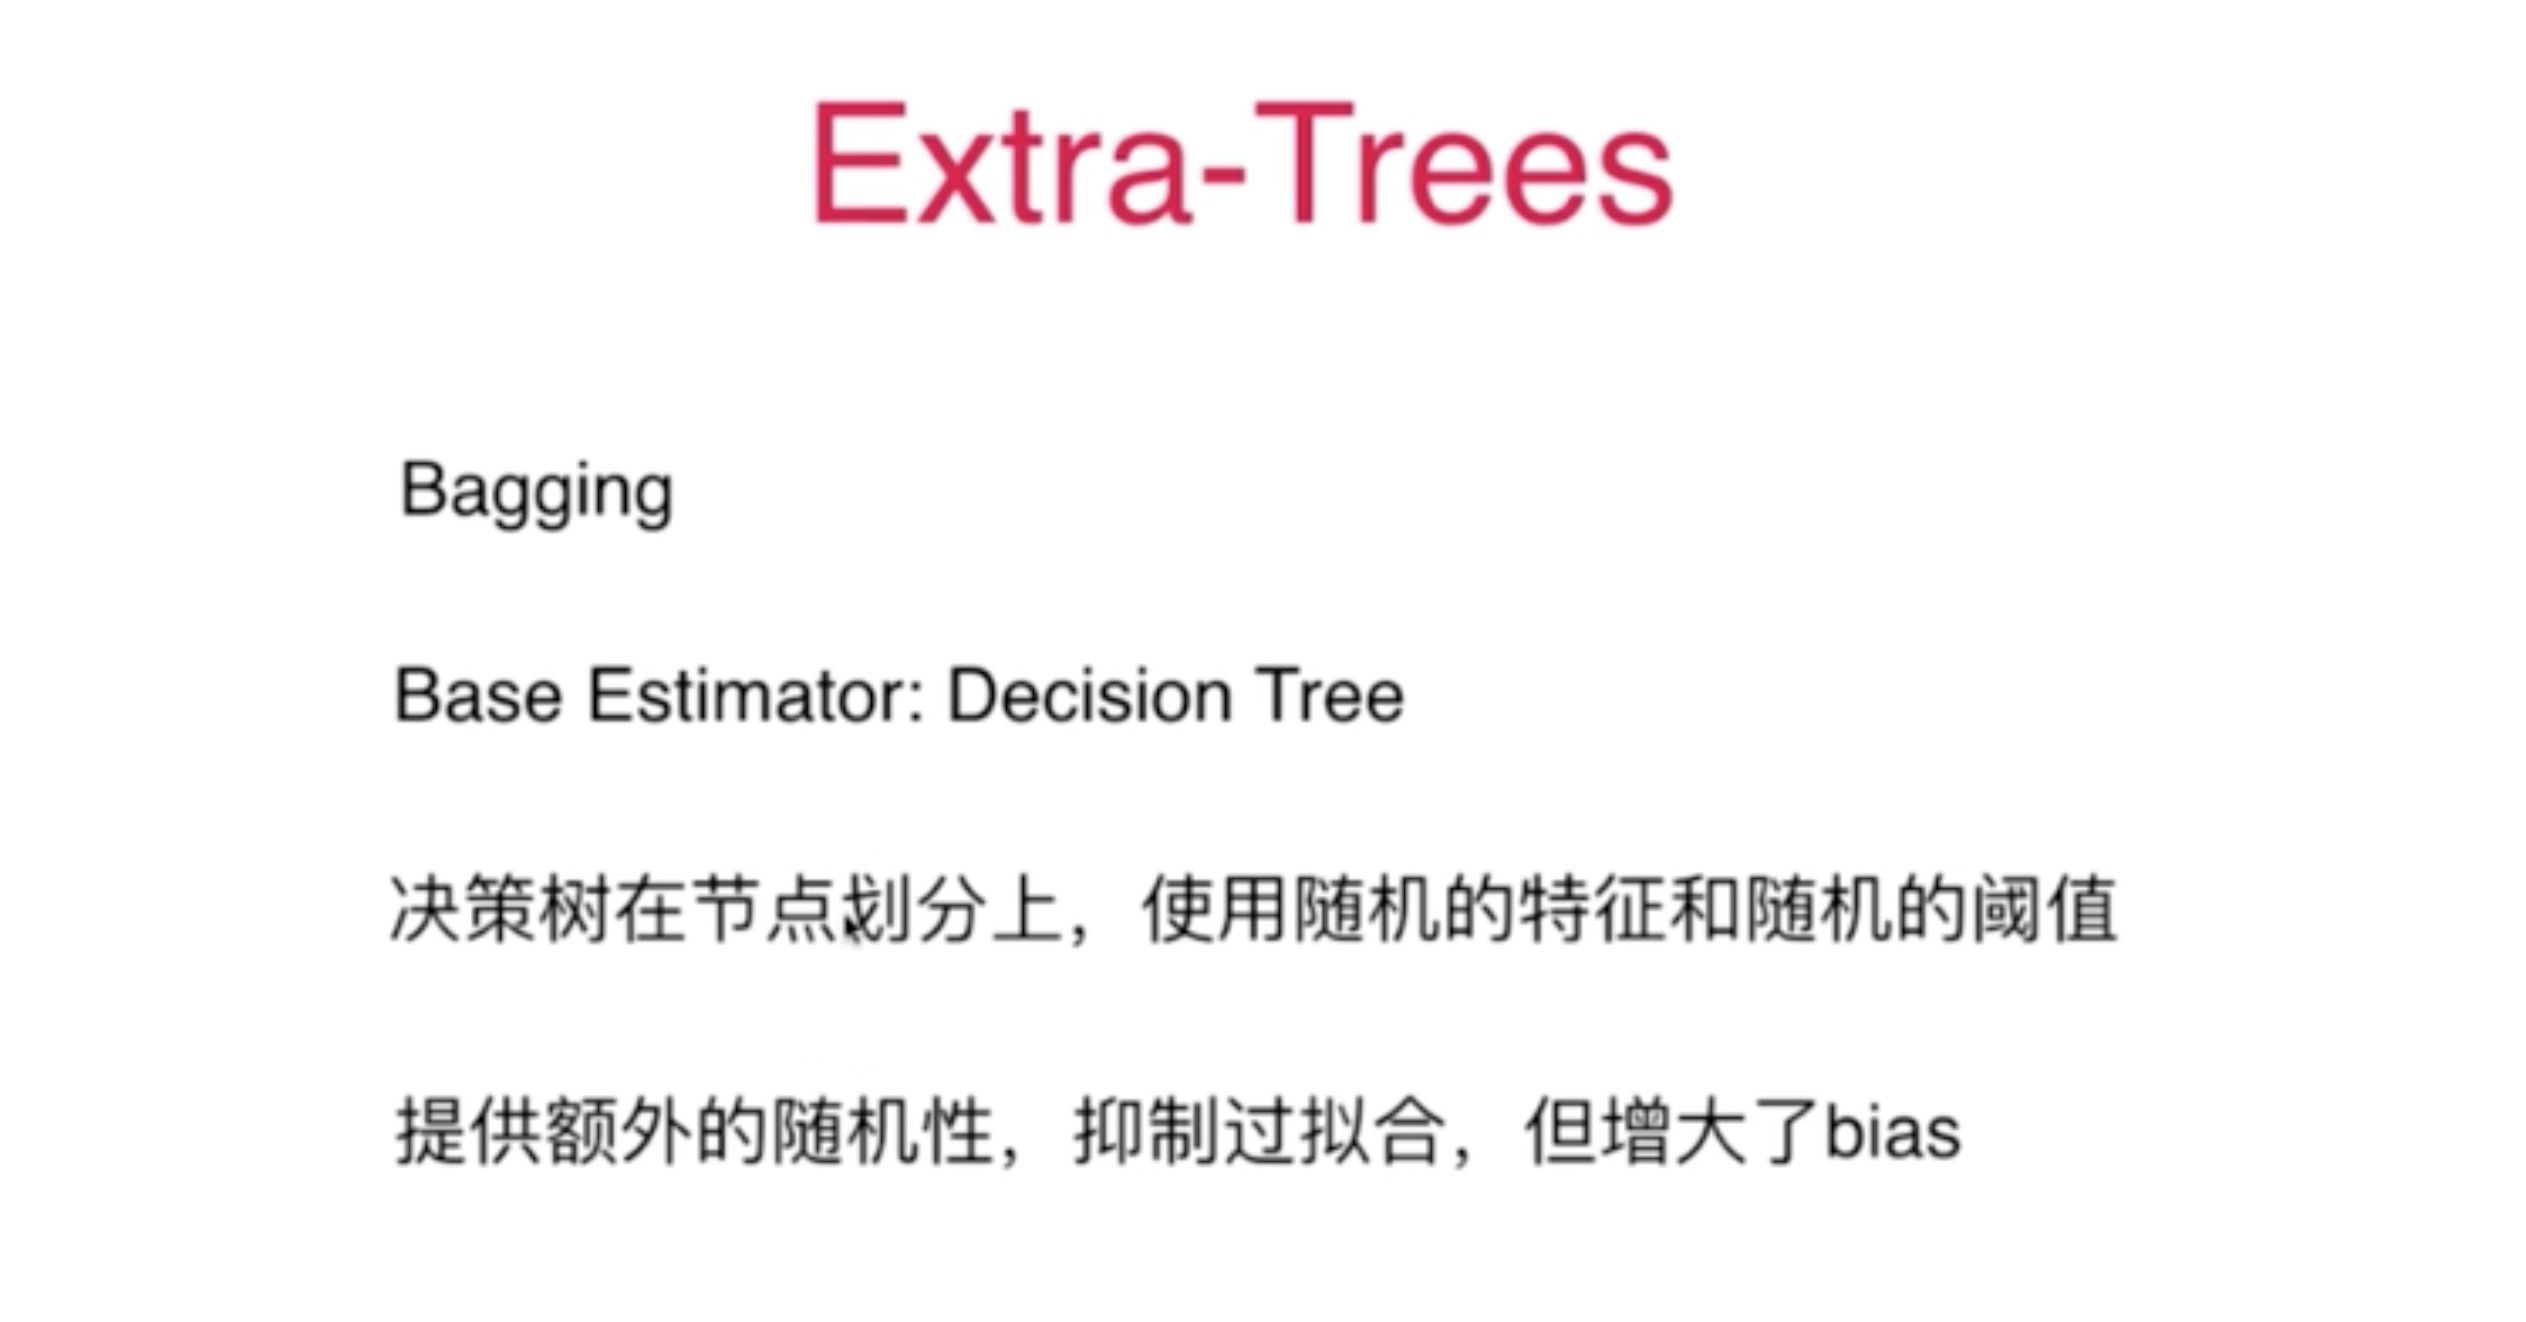 Extra-Trees
Bagging
Base Estimator: Decision Tree
决策树在节点划分上，使用随机的特征和随机的阈值
提供额外的随机性，抑制过拟合，但增大了bias